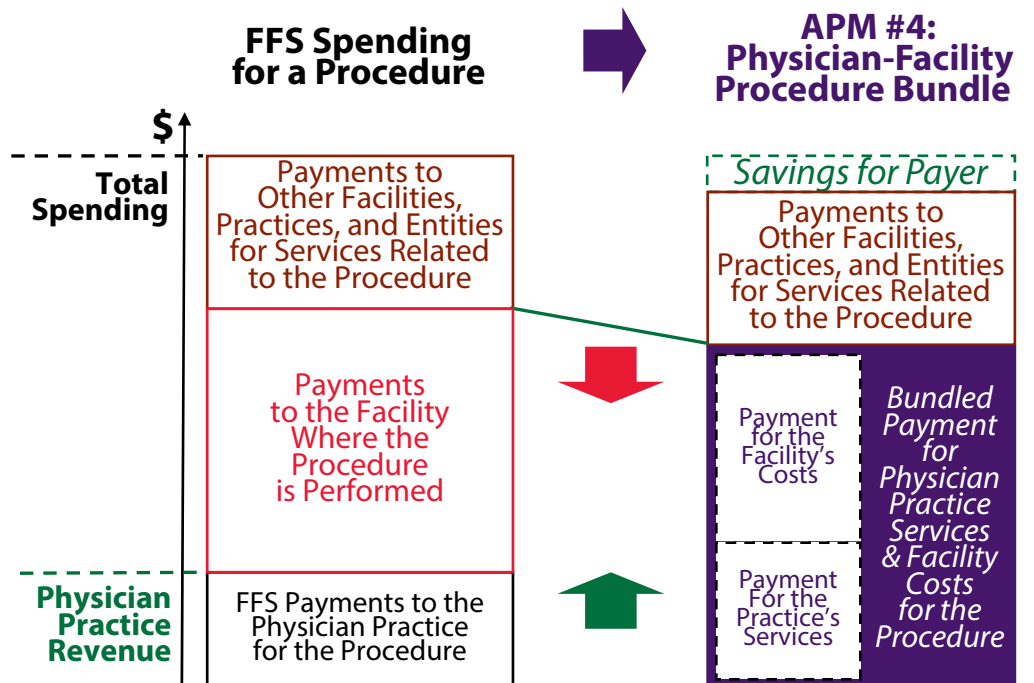 FFS Spending
for a Procedure
APM #4:
Physician-Facility
Procedure Bundle
$
Total
Spending
Payments to
Other Facilities,
Practices, and Entities
for Services Related
to the Procedure
Payments
to the Facility
Where the
Procedure
is Performed
Physician
Practice
Revenue
FFS Payments to the
Physician Practice
for the Procedure
Savings for Payer
Payments to
Other Facilities,
Practices, and Entities
for Services Related
to the Procedure
Payment
for the
Facility's
Costs
Payment
For the
Practice's
Services
Bundled
Payment
for
Physician
Practice
Services
& Facility
Costs
for the
Procedure